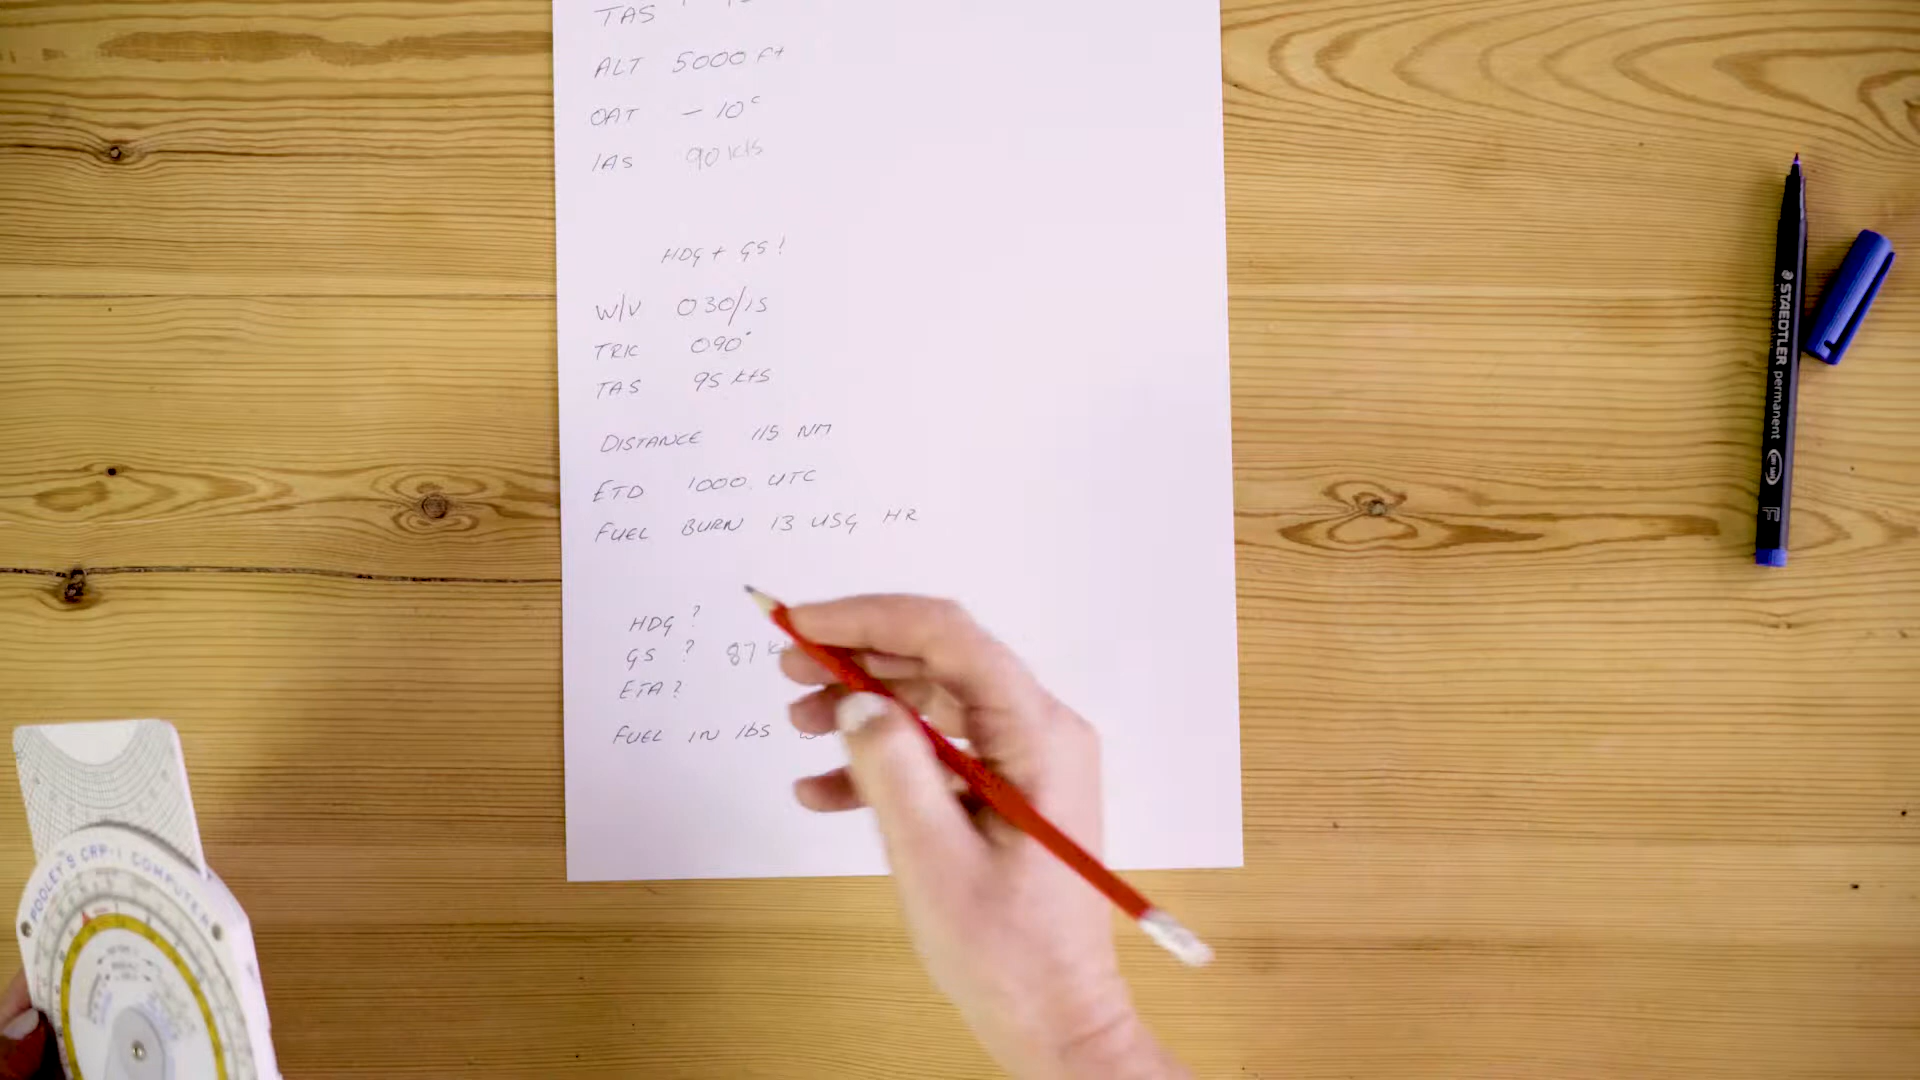 TAS
ALT 5000 ft
OAT - 10°
IAS 90 kts
HDG + GS !
W/V 030/15
TRK 090°
TAS 95 kts
DISTANCE 115 NM
ETD 1000 UTC
FUEL BURN 13 USG HR
HDG ?
GS ? 87
ETA ?
FUEL IN lbs
POOLEY'S CRP-1 COMPUTER
STAEDTLER permanent F